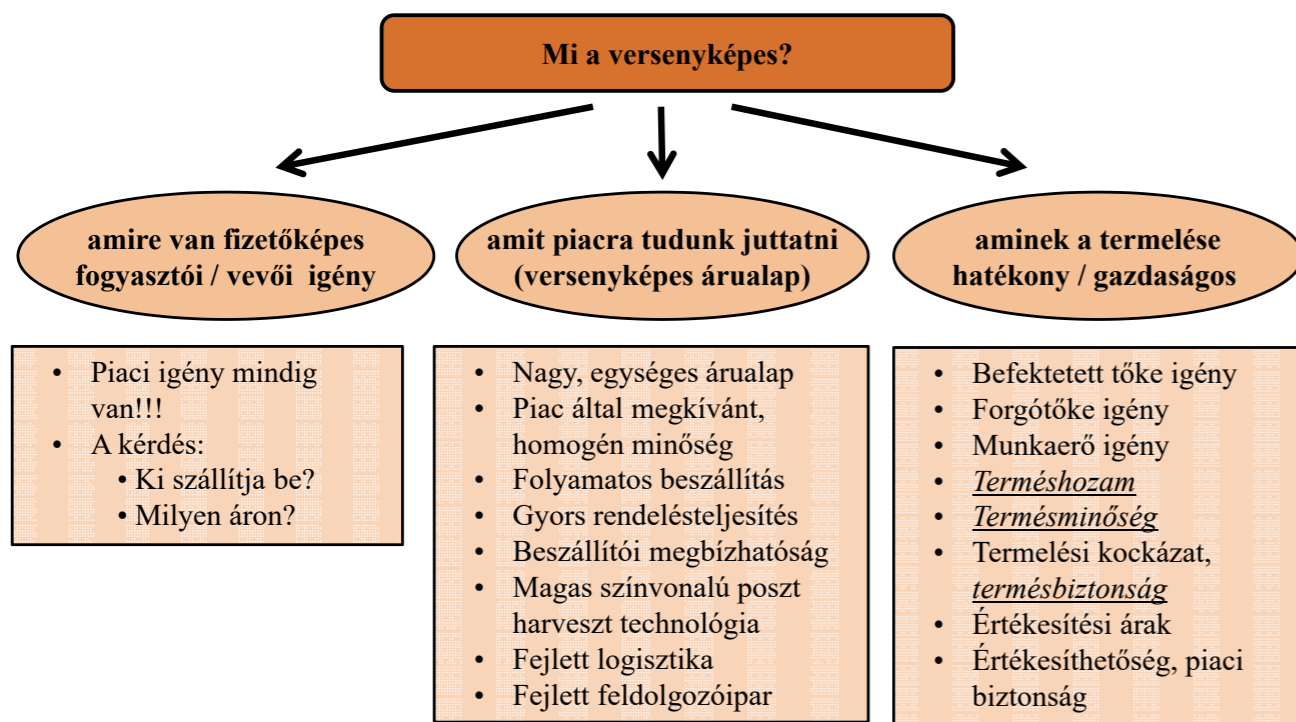 Mi a versenyképes?
amire van fizetőképes
fogyasztói / vevői igény
• Piaci igény mindig
van!!!
• A kérdés:
• Ki szállítja be?
• Milyen áron?
amit piacra tudunk juttatni
(versenyképes árualap)
• Nagy, egységes árualap
• Piac által megkívánt,
homogén minőség
• Folyamatos beszállítás
• Gyors rendelésteljesítés
• Beszállítói megbízhatóság
• Magas színvonalú poszt
harveszt technológia
• Fejlett logisztika
• Fejlett feldolgozóipar
aminek a termelése
hatékony / gazdaságos
• Befektetett tőke igény
• Forgótőke igény
• Munkaerő igény
• Terméshozam
• Termésminőség
• Termelési kockázat,
termésbiztonság
• Értékesítési árak
• Értékesíthetőség, piaci
biztonság